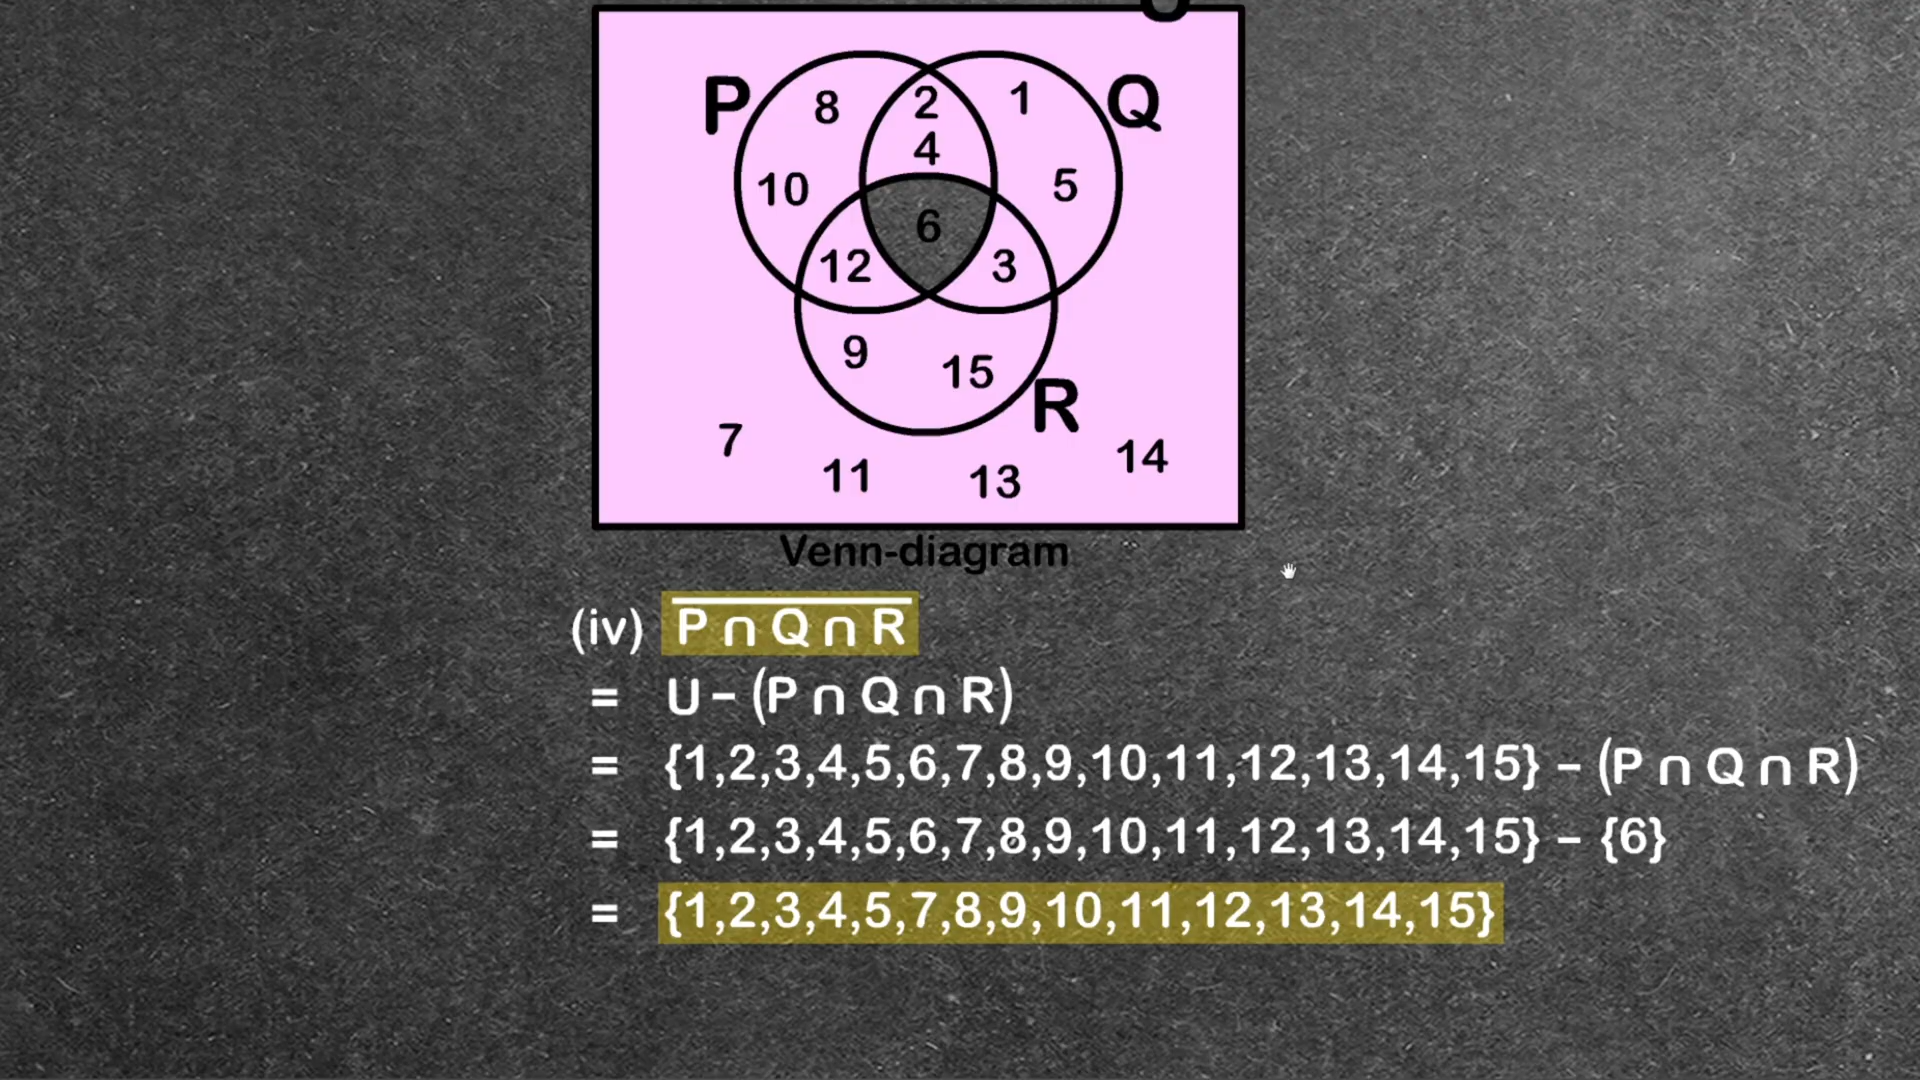 U
P 8 2 1 Q
4
10 5
6
12 3
9 15
R
7 11 13 14
Venn-diagram
(iv) P̅ ̅∩̅ ̅Q̅ ̅∩̅ ̅R̅
= U – (P ∩ Q ∩ R)
= {1,2,3,4,5,6,7,8,9,10,11,12,13,14,15} – (P ∩ Q ∩ R)
= {1,2,3,4,5,6,7,8,9,10,11,12,13,14,15} – {6}
= {1,2,3,4,5,7,8,9,10,11,12,13,14,15}